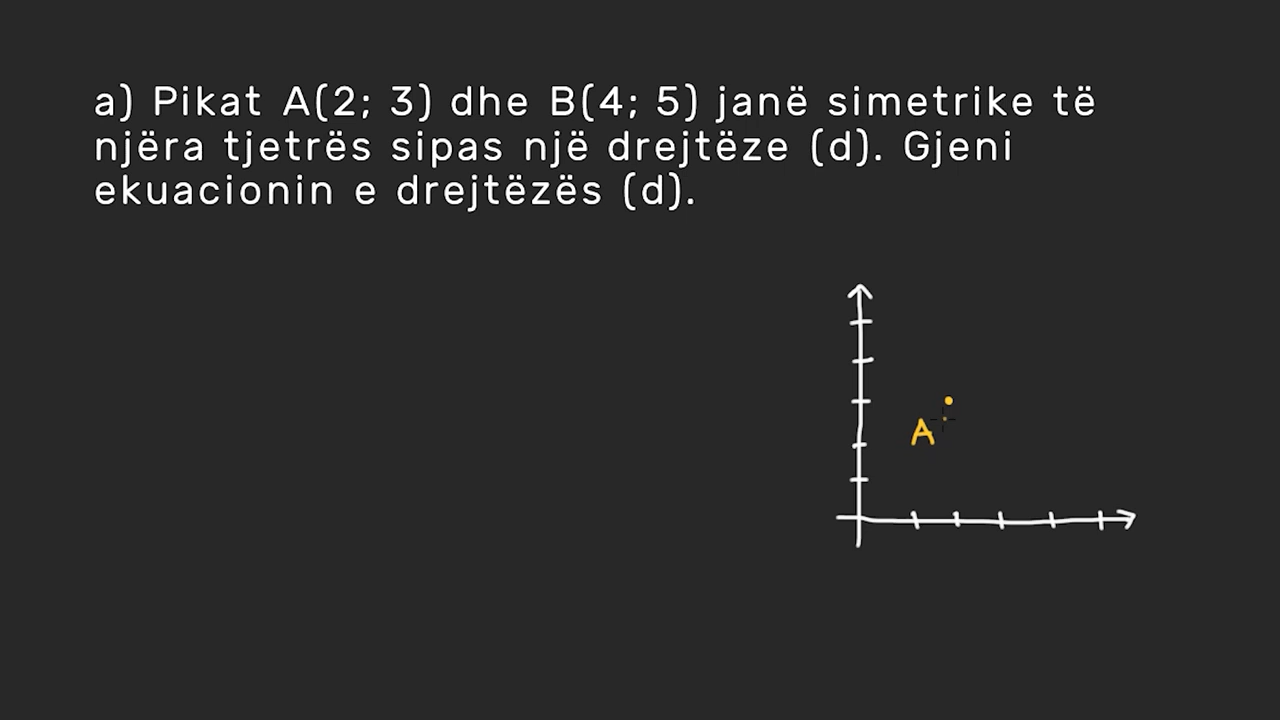 a) Pikat A(2; 3) dhe B(4; 5) janë simetrike të
njëra tjetrës sipas një drejtëze (d). Gjeni
ekuacionin e drejtëzës (d).
A